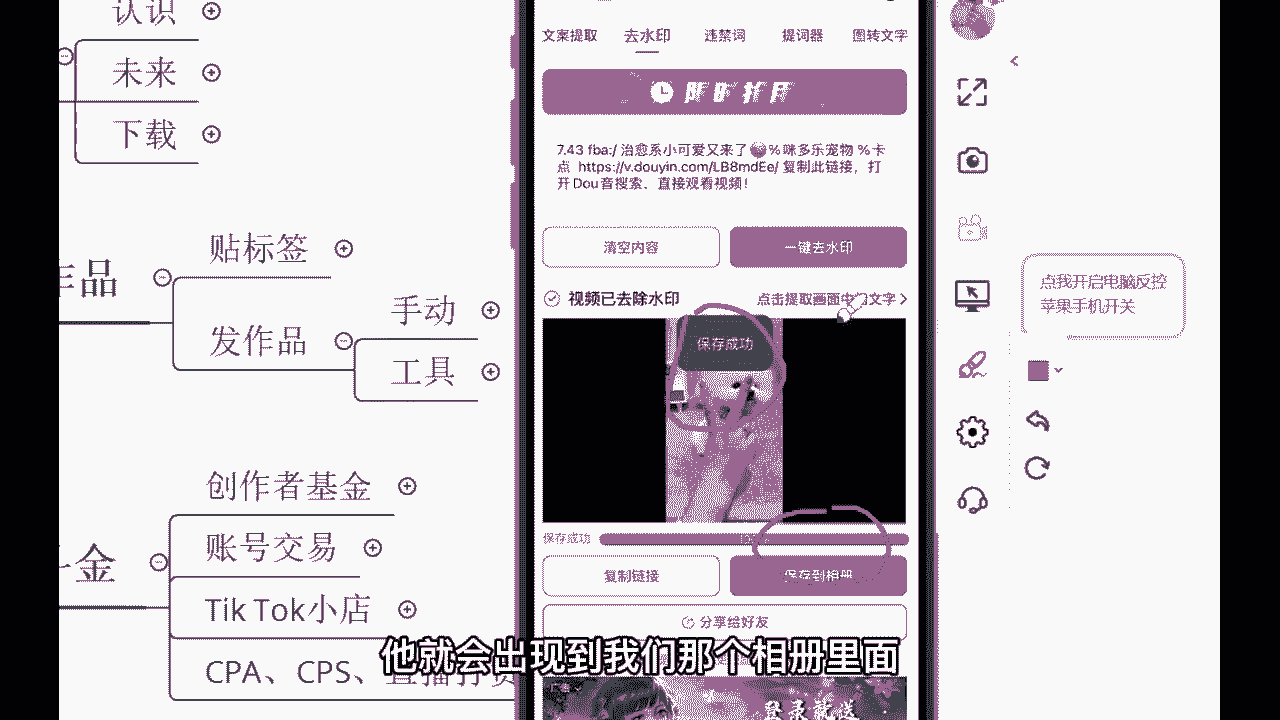 认识
未来
下载
作品
贴标签
发作品
手动
工具
金
创作者基金
账号交易
Tik Tok小店
CPA、CPS、直播打赏
文案提取 去水印 违禁词 提词器 图转文字
7.43 fba:/ 治愈系小可爱又来了 % 咪多乐宠物 %卡
点 https://v.douyin.com/LB8mdEe/ 复制此链接，打
开Dou音搜索、直接观看视频！
清空内容 一键去水印
视频已去除水印 点击提取画面中的文字
保存成功
保存成功
复制链接 保存到相册
分享给好友
登录就送
点我开启电脑反控
苹果手机开关
他就会出现到我们那个相册里面